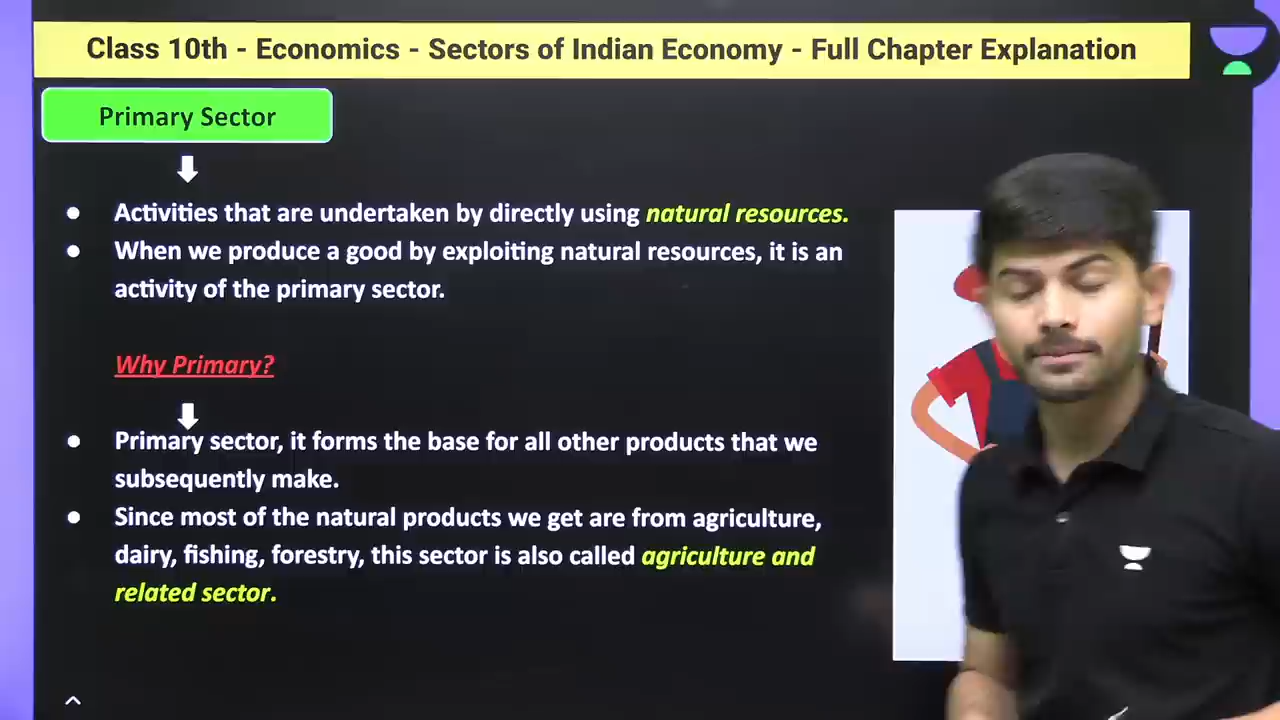 Class 10th - Economics - Sectors of Indian Economy - Full Chapter Explanation
Primary Sector
● Activities that are undertaken by directly using natural resources.
● When we produce a good by exploiting natural resources, it is an
activity of the primary sector.
Why Primary?
● Primary sector, it forms the base for all other products that we
subsequently make.
● Since most of the natural products we get are from agriculture,
dairy, fishing, forestry, this sector is also called agriculture and
related sector.